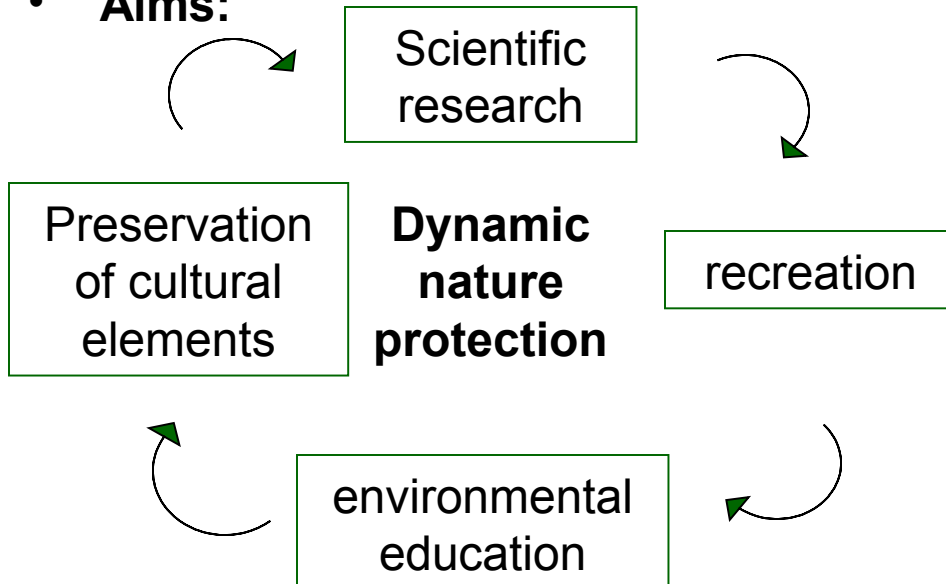 • Aims:
Scientific
research
Preservation
of cultural
elements
Dynamic
nature
protection
recreation
environmental
education